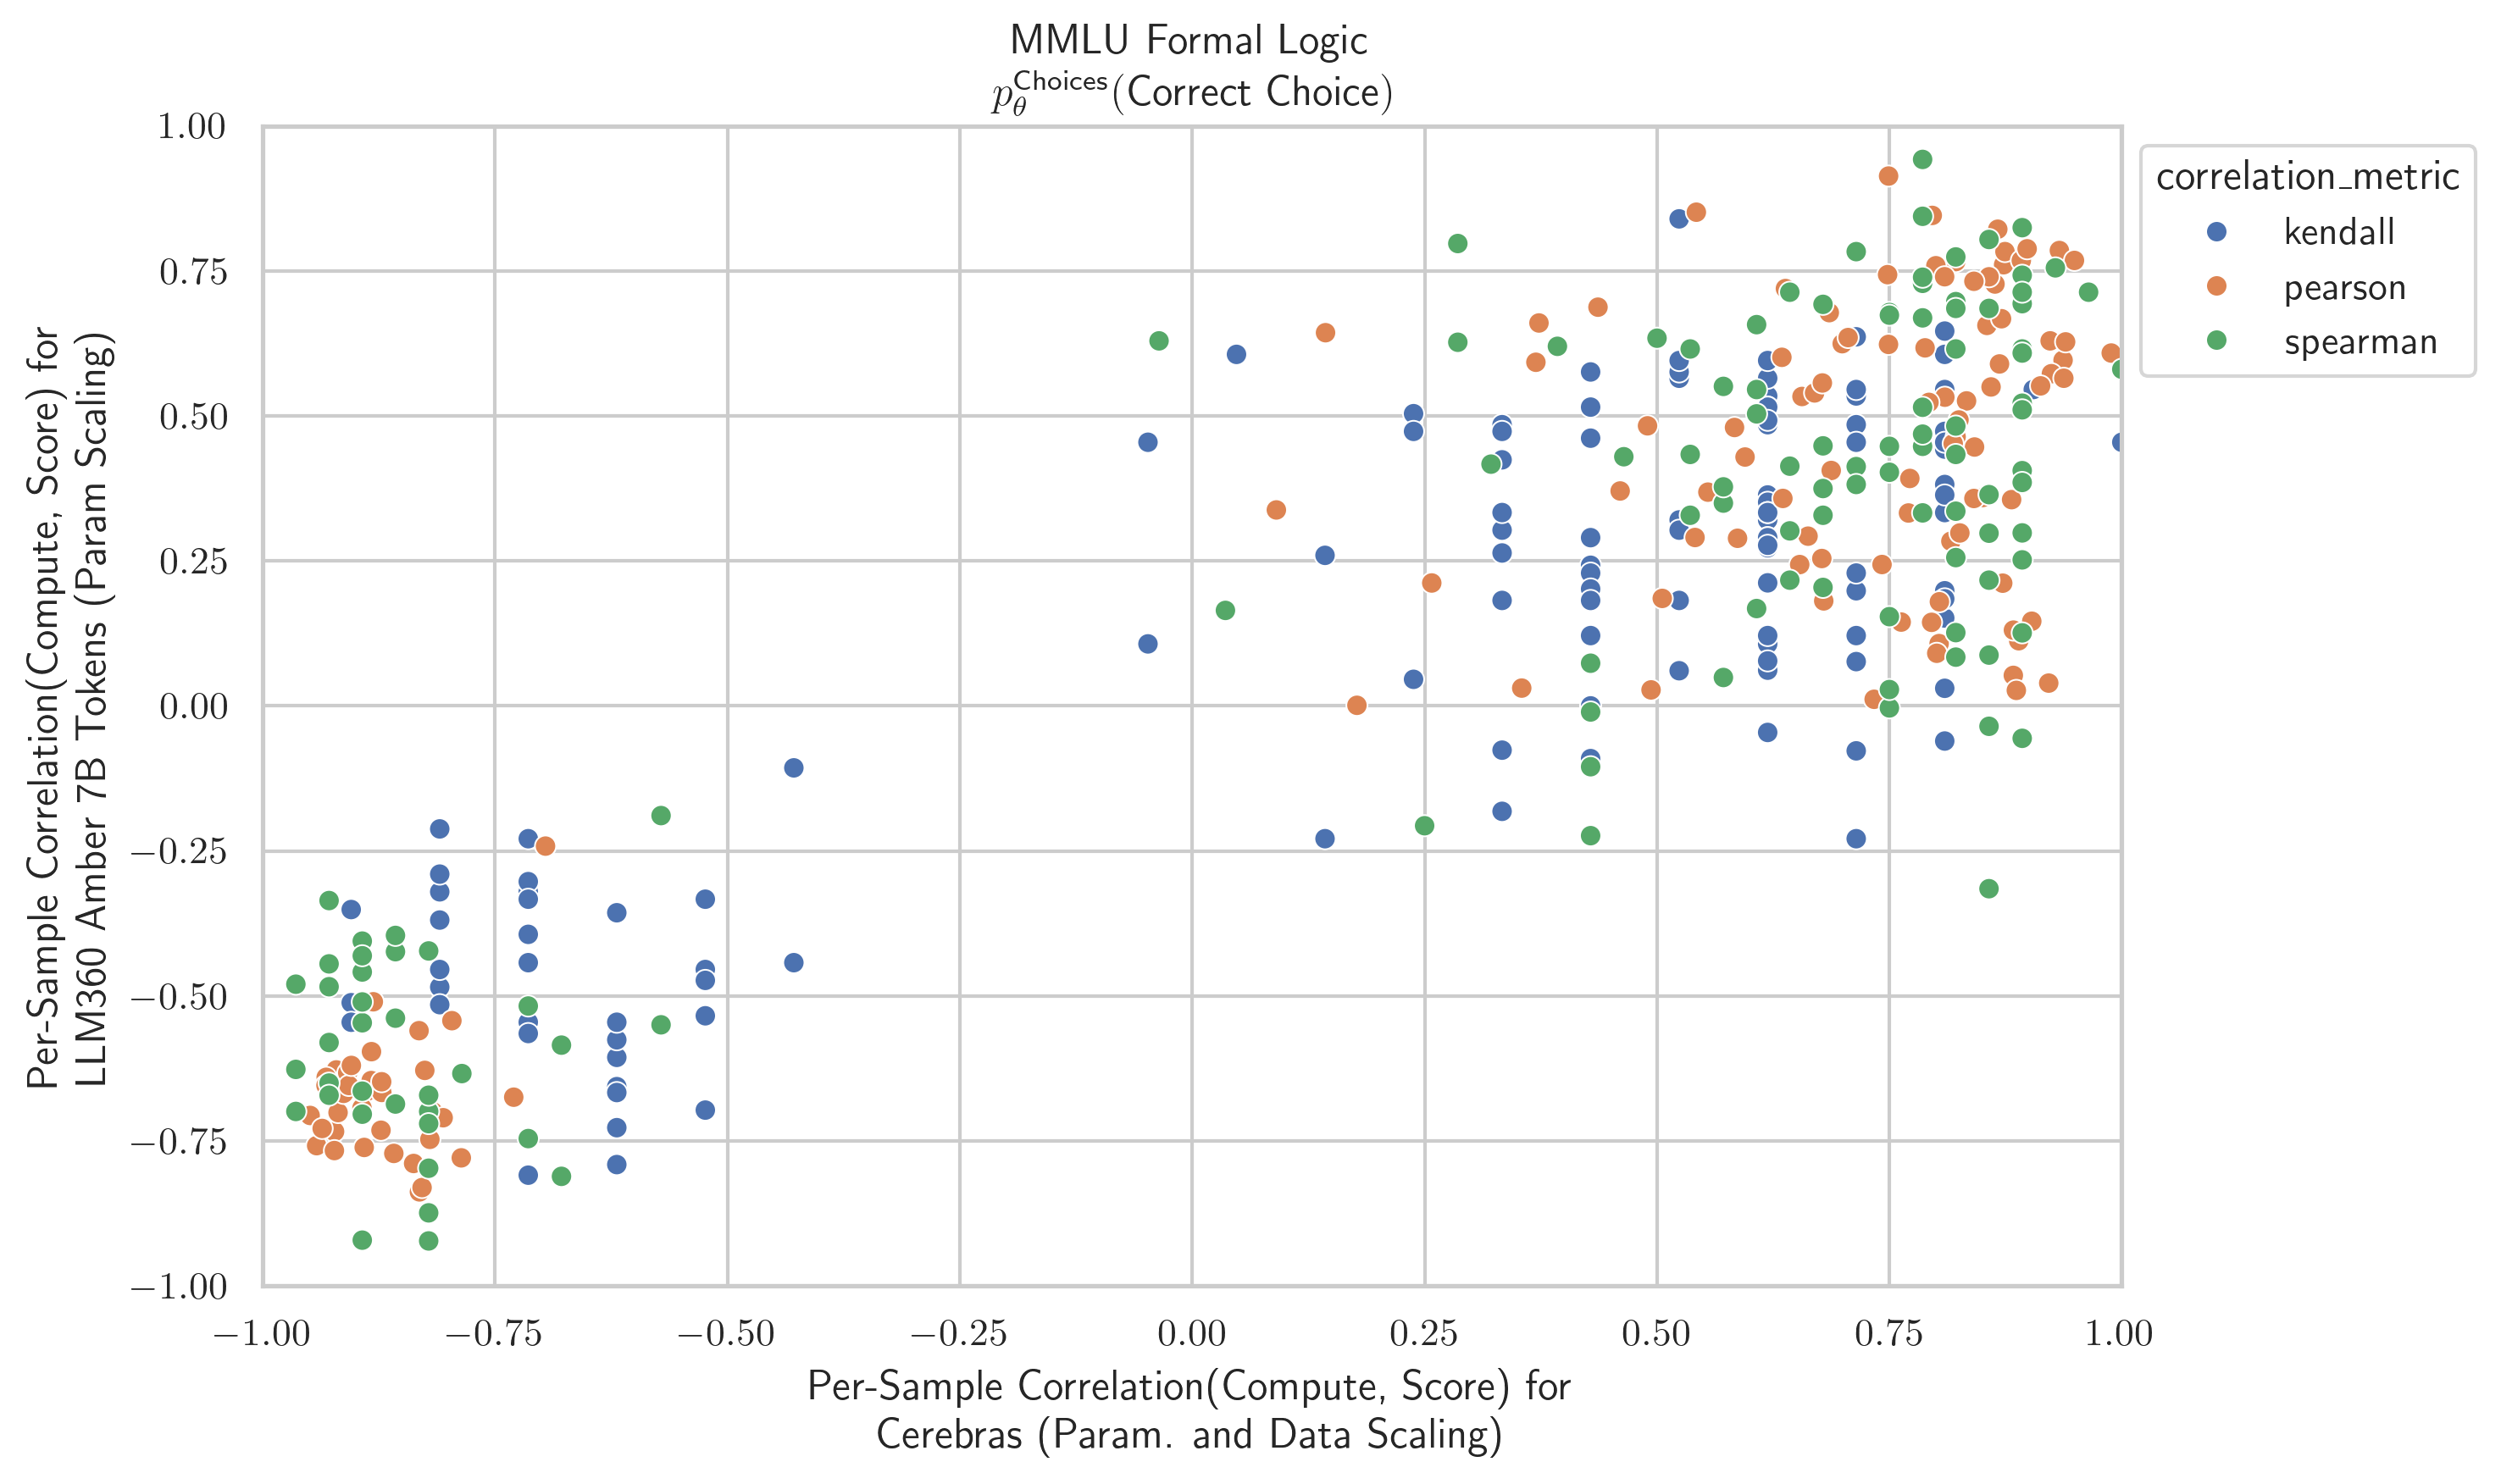 MMLU Formal Logic
p_θ^Choices(Correct Choice)
1.00
0.75
0.50
0.25
0.00
−0.25
−0.50
−0.75
−1.00
Per-Sample Correlation(Compute, Score) for
LLM360 Amber 7B Tokens (Param Scaling)
−1.00
−0.75
−0.50
−0.25
0.00
0.25
0.50
0.75
1.00
Per-Sample Correlation(Compute, Score) for
Cerebras (Param. and Data Scaling)
correlation_metric
kendall
pearson
spearman